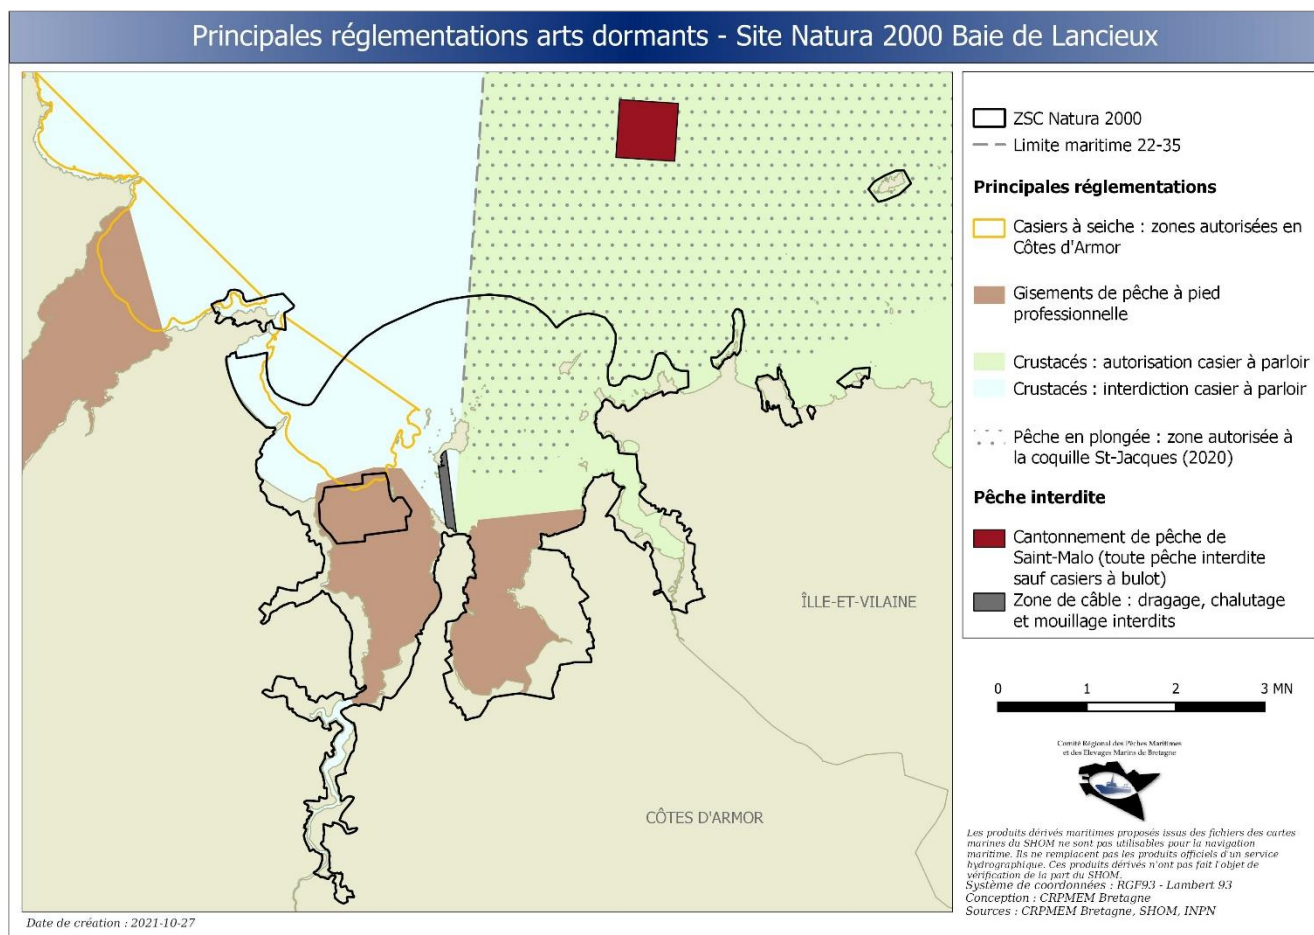 Principales réglementations arts dormants - Site Natura 2000 Baie de Lancieux
ZSC Natura 2000
Limite maritime 22-35
Principales réglementations
Casiers à seiche : zones autorisées en
Côtes d'Armor
Gisements de pêche à pied
professionnelle
Crustacés : autorisation casier à parloir
Crustacés : interdiction casier à parloir
Pêche en plongée : zone autorisée à
la coquille St-Jacques (2020)
Pêche interdite
Cantonnement de pêche de
Saint-Malo (toute pêche interdite
sauf casiers à bulot)
Zone de câble : dragage, chalutage
et mouillage interdits
ÎLLE-ET-VILAINE
CÔTES D'ARMOR
0 1 2 3 MN
Comité Régional des Pêches Maritimes
et des Elevages Marins de Bretagne
Les produits dérivés maritimes proposés issus des fichiers des cartes
marines du SHOM ne sont pas utilisables pour la navigation
maritime. Ils ne remplacent pas les produits officiels d'un service
hydrographique. Ces produits dérivés n'ont pas fait l'objet de
vérification de la part du SHOM.
Système de coordonnées : RGF93 - Lambert 93
Conception : CRPMEM Bretagne
Sources : CRPMEM Bretagne, SHOM, INPN
Date de création : 2021-10-27